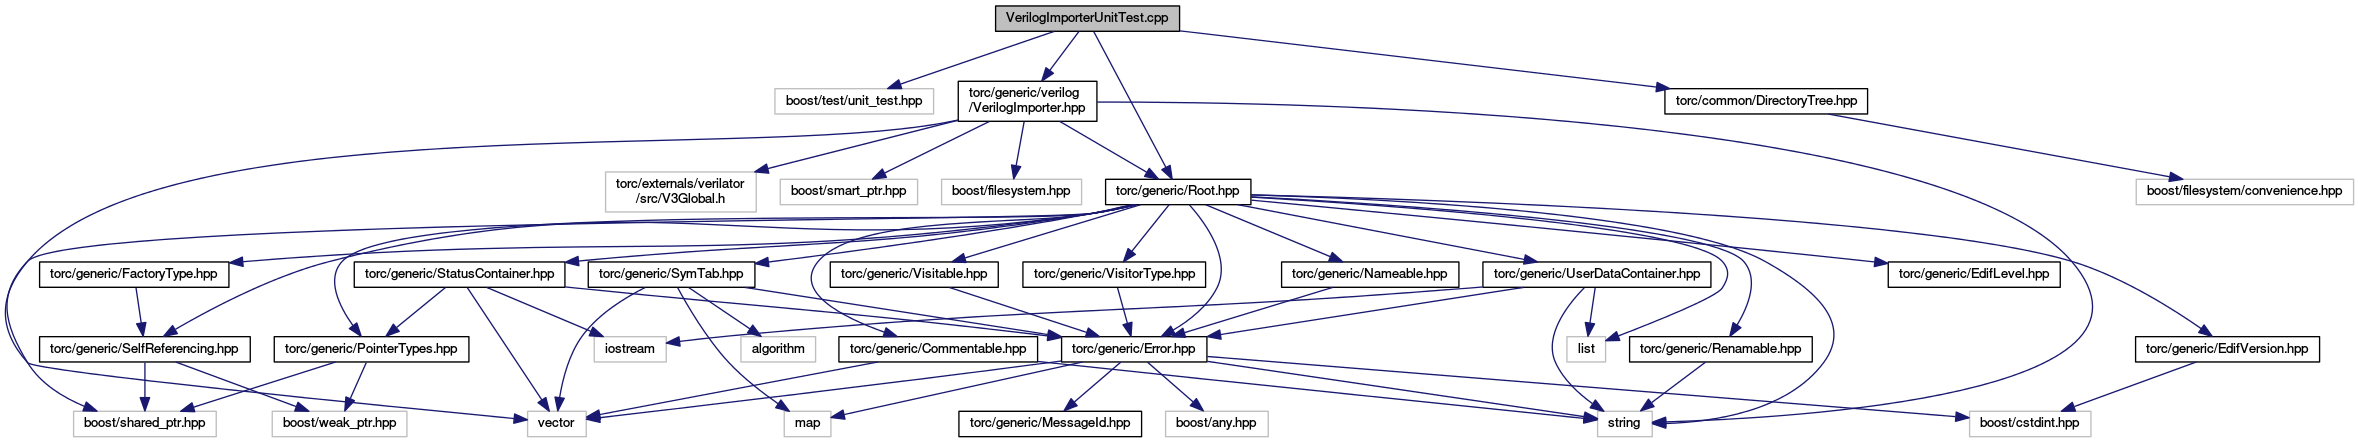 VerilogImporterUnitTest.cpp
boost/test/unit_test.hpp
torc/generic/verilog
/VerilogImporter.hpp
torc/common/DirectoryTree.hpp
torc/externals/verilator
/src/V3Global.h
boost/smart_ptr.hpp
boost/filesystem.hpp
torc/generic/Root.hpp
boost/filesystem/convenience.hpp
torc/generic/FactoryType.hpp
torc/generic/StatusContainer.hpp
torc/generic/SymTab.hpp
torc/generic/Visitable.hpp
torc/generic/VisitorType.hpp
torc/generic/Nameable.hpp
torc/generic/UserDataContainer.hpp
torc/generic/EdifLevel.hpp
torc/generic/SelfReferencing.hpp
torc/generic/PointerTypes.hpp
iostream
algorithm
torc/generic/Commentable.hpp
torc/generic/Error.hpp
list
torc/generic/Renamable.hpp
torc/generic/EdifVersion.hpp
boost/shared_ptr.hpp
boost/weak_ptr.hpp
vector
map
torc/generic/MessageId.hpp
boost/any.hpp
string
boost/cstdint.hpp